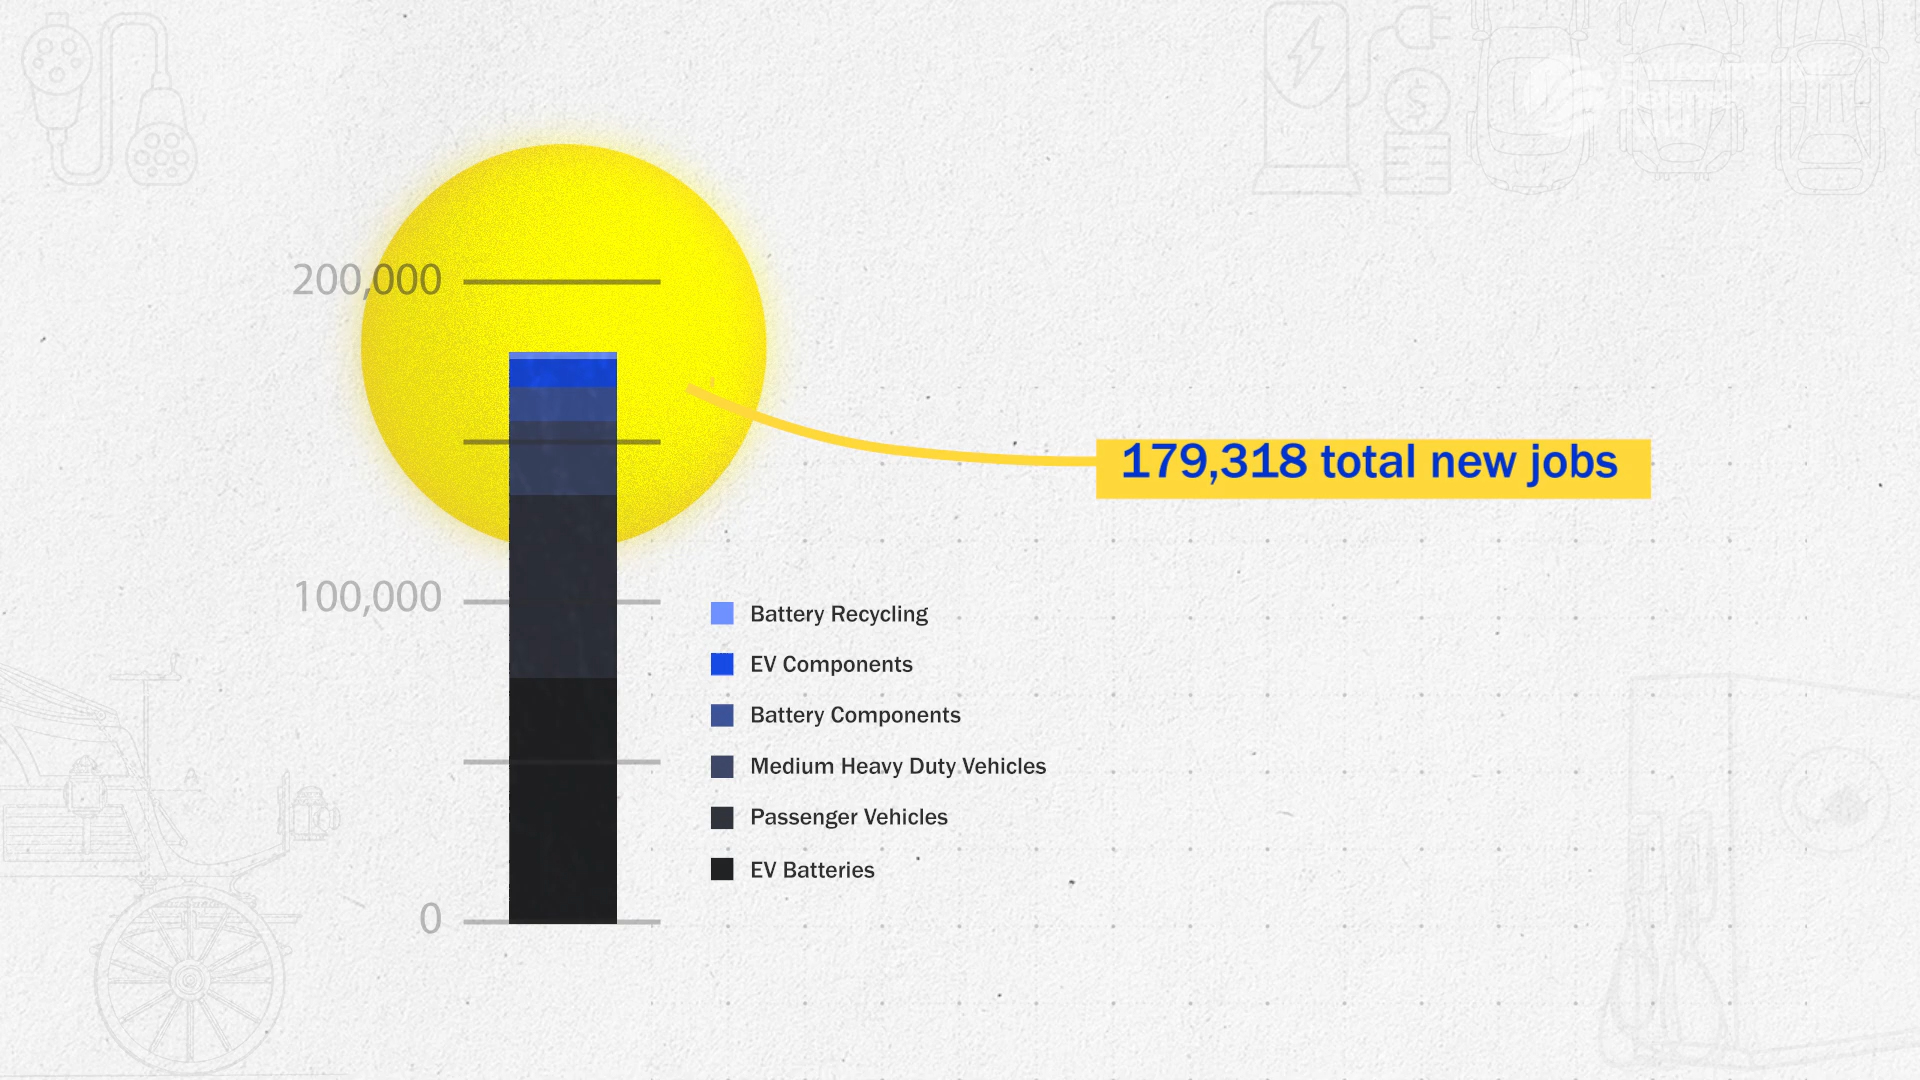 200,000
179,318 total new jobs
100,000
Battery Recycling
EV Components
Battery Components
Medium Heavy Duty Vehicles
Passenger Vehicles
EV Batteries
0